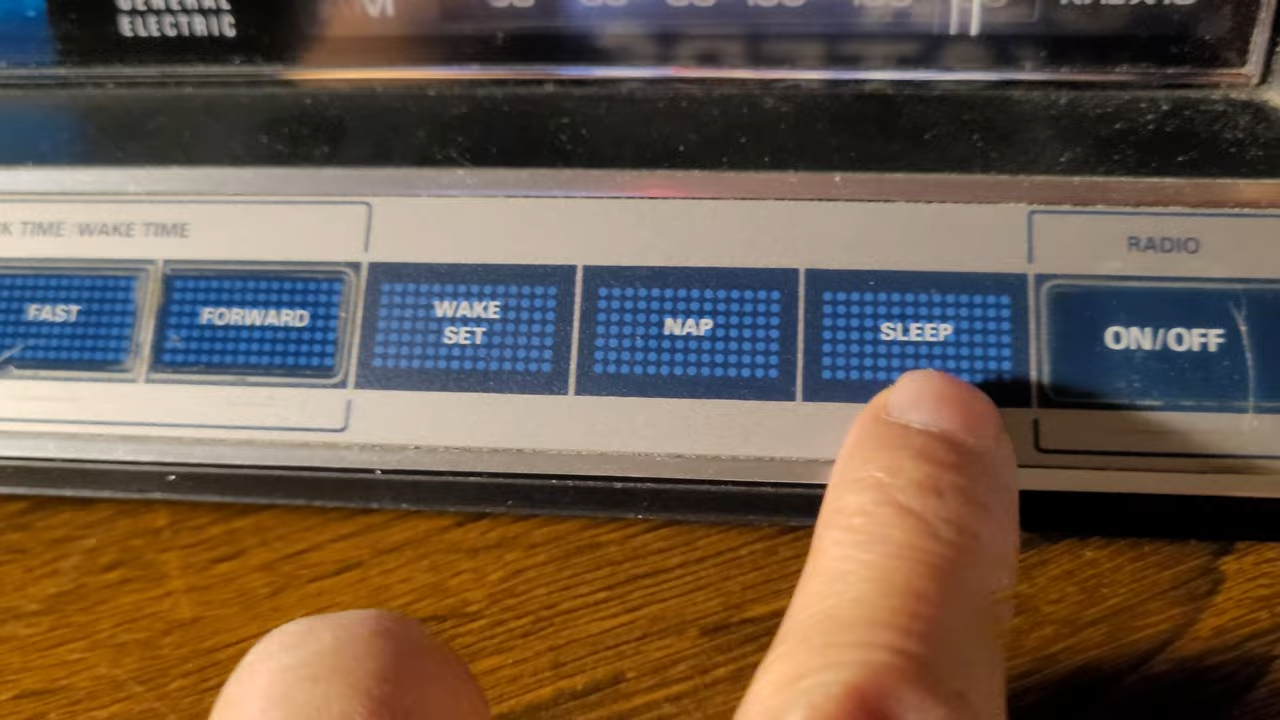 GENERAL
ELECTRIC
K TIME/WAKE TIME
RADIO
FAST
FORWARD
WAKE
SET
NAP
SLEEP
ON/OFF